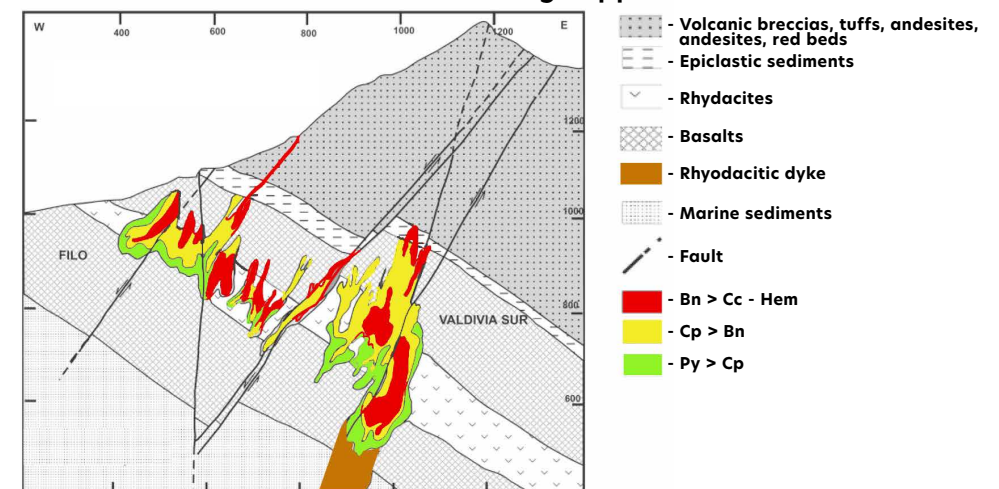 W
400
600
800
1000
1200
E
1200
1000
800
600
FILO
VALDIVIA SUR
- Volcanic breccias, tuffs, andesites,
andesites, red beds
- Epiclastic sediments
- Rhydacites
- Basalts
- Rhyodacitic dyke
- Marine sediments
- Fault
- Bn > Cc - Hem
- Cp > Bn
- Py > Cp